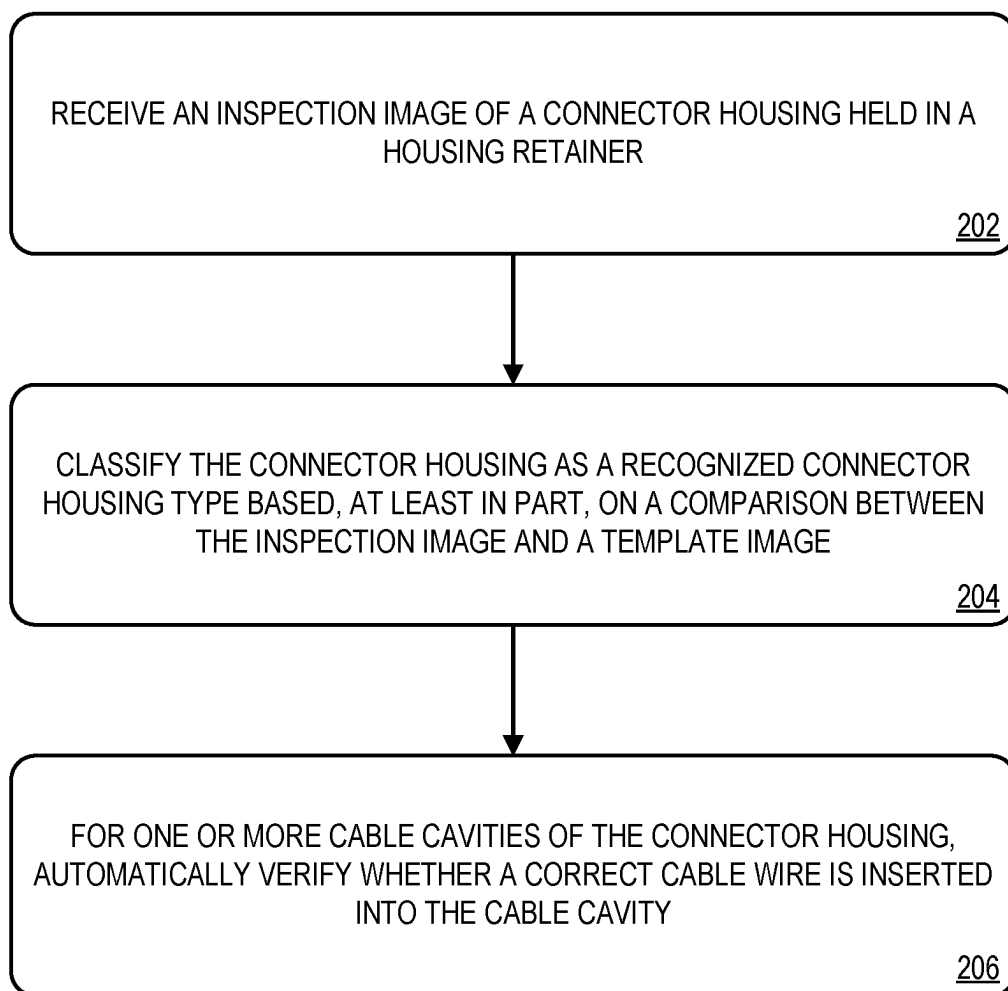 RECEIVE AN INSPECTION IMAGE OF A CONNECTOR HOUSING HELD IN A
HOUSING RETAINER
202
CLASSIFY THE CONNECTOR HOUSING AS A RECOGNIZED CONNECTOR
HOUSING TYPE BASED, AT LEAST IN PART, ON A COMPARISON BETWEEN
THE INSPECTION IMAGE AND A TEMPLATE IMAGE
204
FOR ONE OR MORE CABLE CAVITIES OF THE CONNECTOR HOUSING,
AUTOMATICALLY VERIFY WHETHER A CORRECT CABLE WIRE IS INSERTED
INTO THE CABLE CAVITY
206